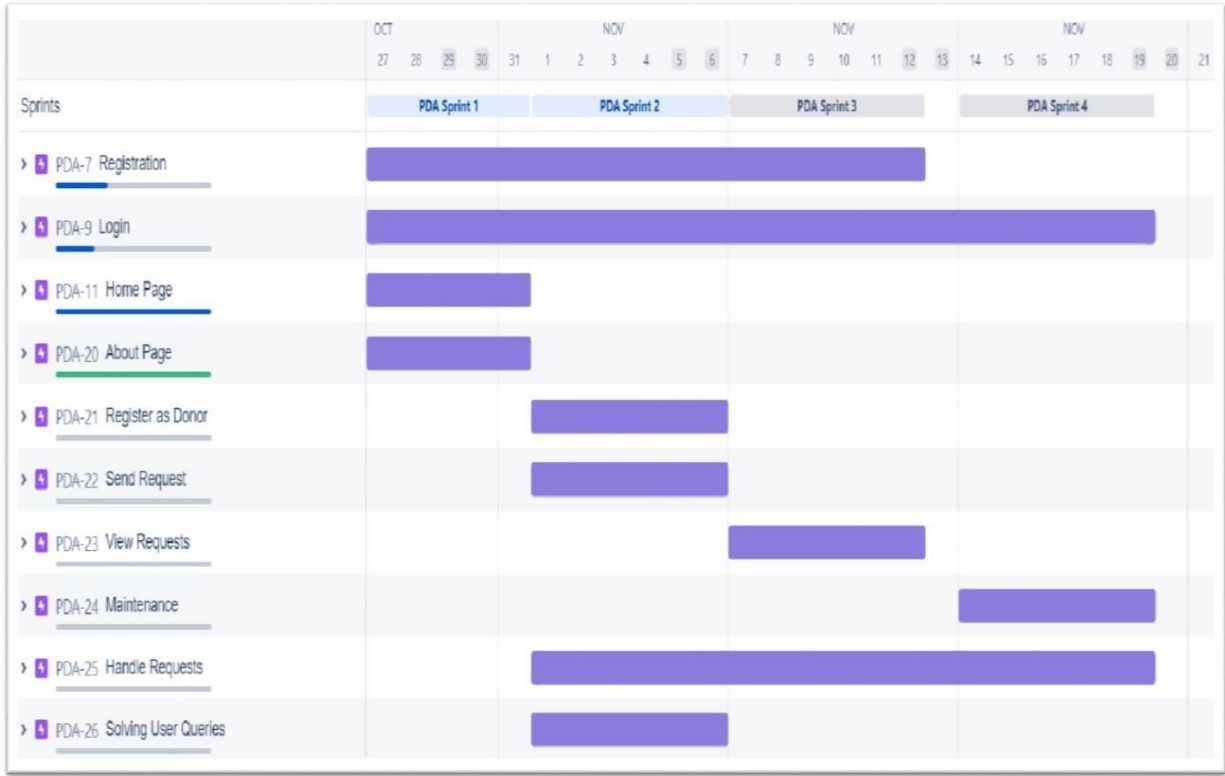 OCT NOV NOV NOV
27 28 29 30 31 1 2 3 4 5 6 7 8 9 10 11 12 13 14 15 16 17 18 19 20 21
Sprints PDA Sprint 1 PDA Sprint 2 PDA Sprint 3 PDA Sprint 4
PDA-7 Registration
PDA-9 Login
PDA-11 Home Page
PDA-20 About Page
PDA-21 Register as Donor
PDA-22 Send Request
PDA-23 View Requests
PDA-24 Maintenance
PDA-25 Handle Requests
PDA-26 Solving User Queries